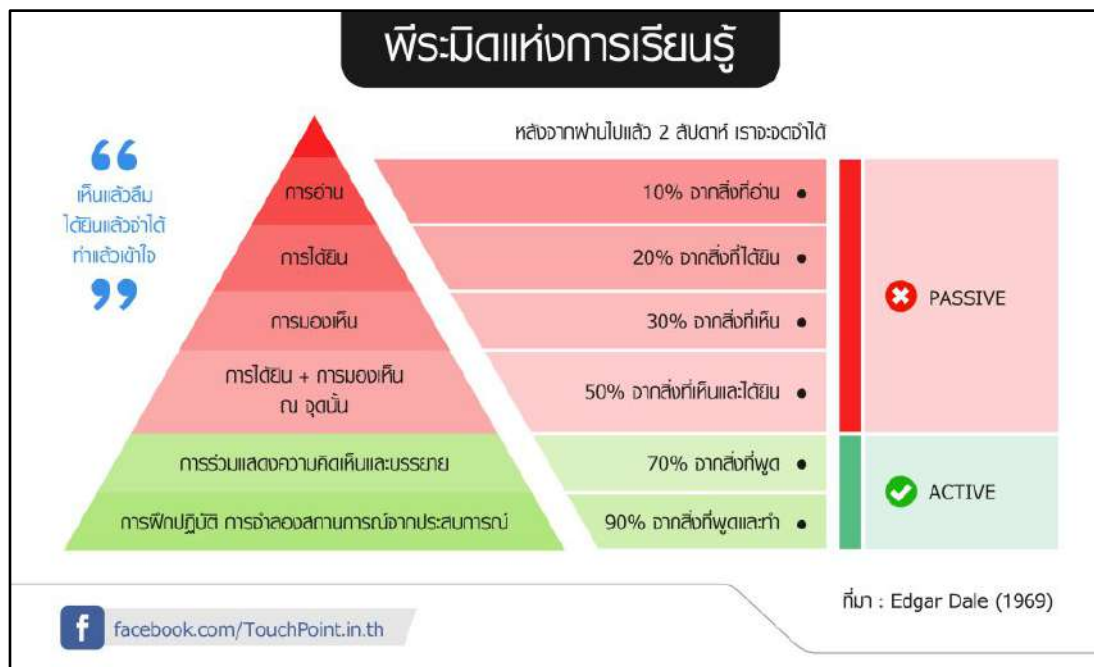 พีระมิดแห่งการเรียนรู้
หลังจากผ่านไปแล้ว 2 สัปดาห์ เราจะจดจำได้
“
เห็นแล้วลืม
ได้ยินแล้วจำได้
ทำแล้วเข้าใจ
”
การอ่าน
10% จากสิ่งที่อ่าน •
การได้ยิน
20% จากสิ่งที่ได้ยิน •
การมองเห็น
30% จากสิ่งที่เห็น •
การได้ยิน + การมองเห็น
ณ จุดนั้น
50% จากสิ่งที่เห็นและได้ยิน •
PASSIVE
การร่วมแสดงความคิดเห็นและบรรยาย
70% จากสิ่งที่พูด •
การฝึกปฏิบัติ การจำลองสถานการณ์จากประสบการณ์
90% จากสิ่งที่พูดและทำ •
ACTIVE
ที่มา : Edgar Dale (1969)
f facebook.com/TouchPoint.in.th